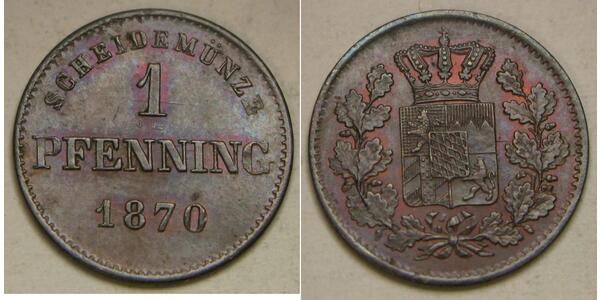 SCHEIDEMÜNZE
1
PFENNING
1870